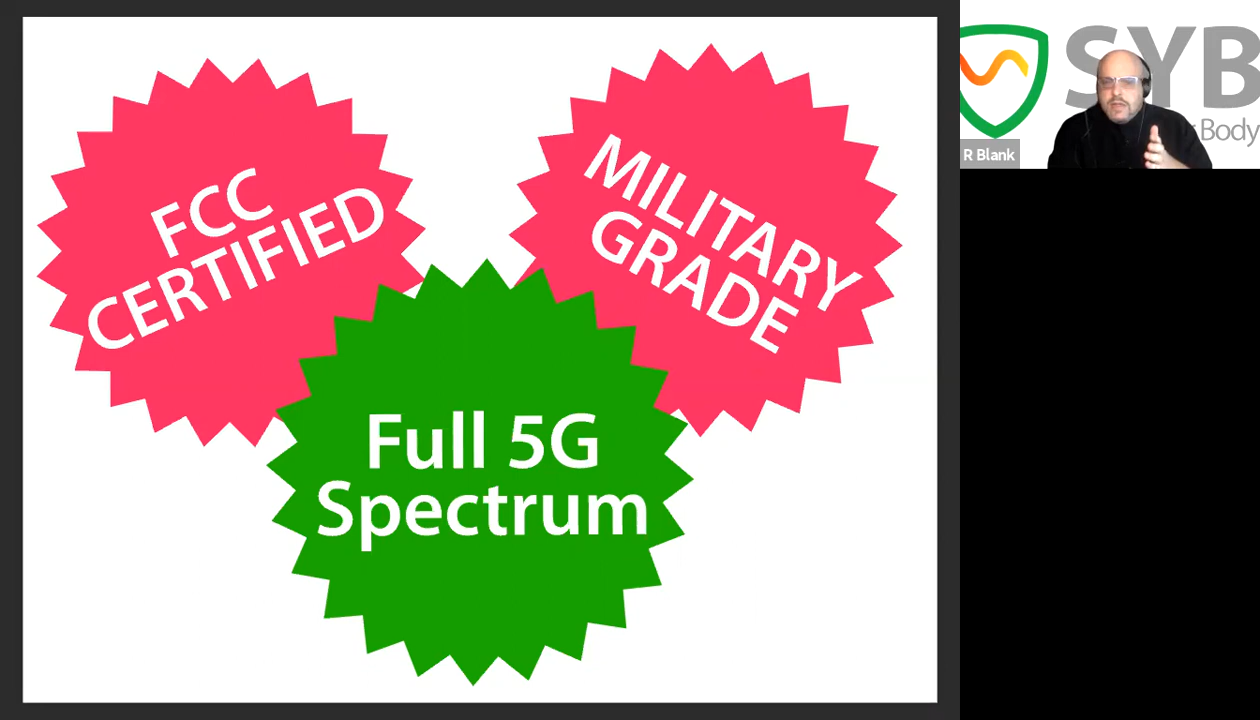 FCC
CERTIFIED
MILITARY
GRADE
Full 5G
Spectrum
SYB
Body
R Blank